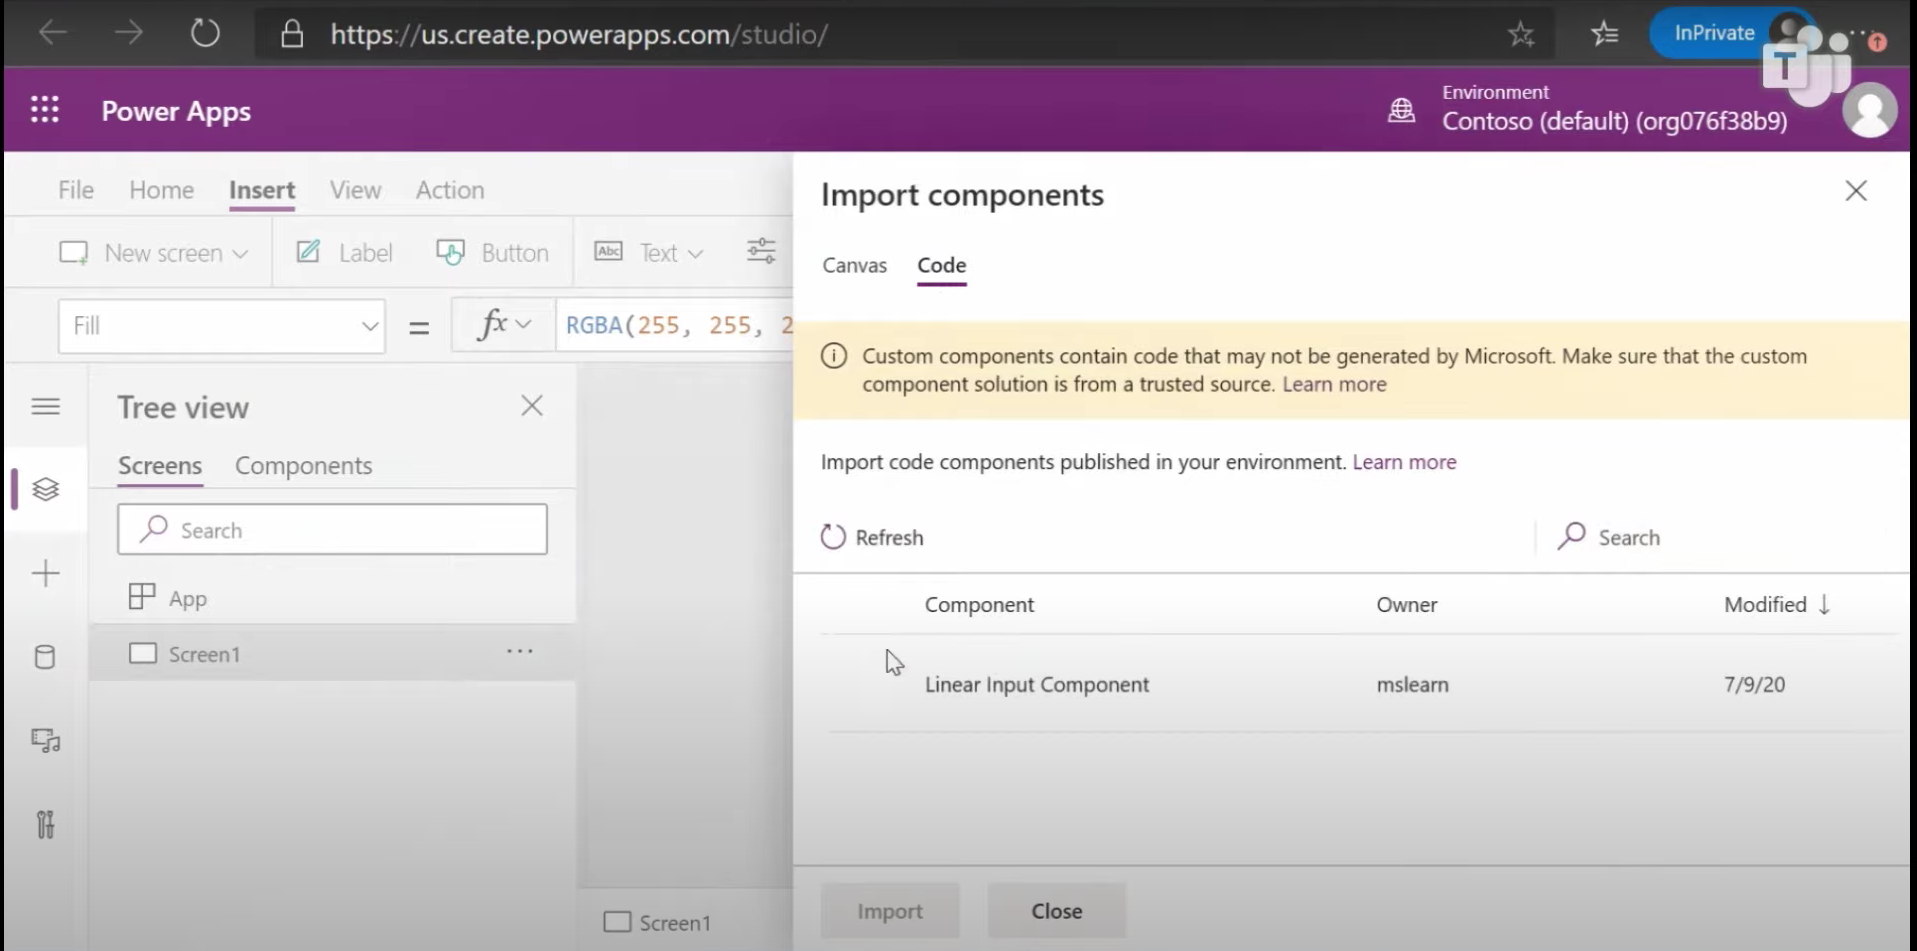 https://us.create.powerapps.com/studio/
InPrivate
T
Power Apps
Environment
Contoso (default) (org076f38b9)
File Home Insert View Action
New screen Label Button Abc Text
Fill = fx RGBA(255, 255, 2
Tree view
Screens Components
Search
App
Screen1
Screen1
Import components
Canvas Code
Custom components contain code that may not be generated by Microsoft. Make sure that the custom
component solution is from a trusted source. Learn more
Import code components published in your environment. Learn more
Refresh Search
Component Owner Modified ↓
Linear Input Component mslearn 7/9/20
Import Close